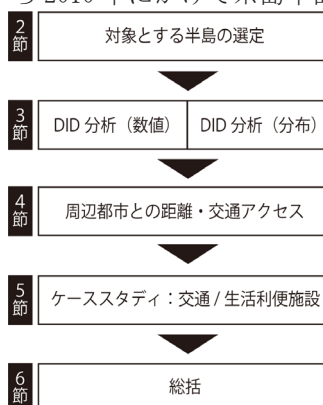 2節 対象とする半島の選定
3節 DID 分析（数値） DID 分析（分布）
4節 周辺都市との距離・交通アクセス
5節 ケーススタディ：交通 / 生活利便施設
6節 総括